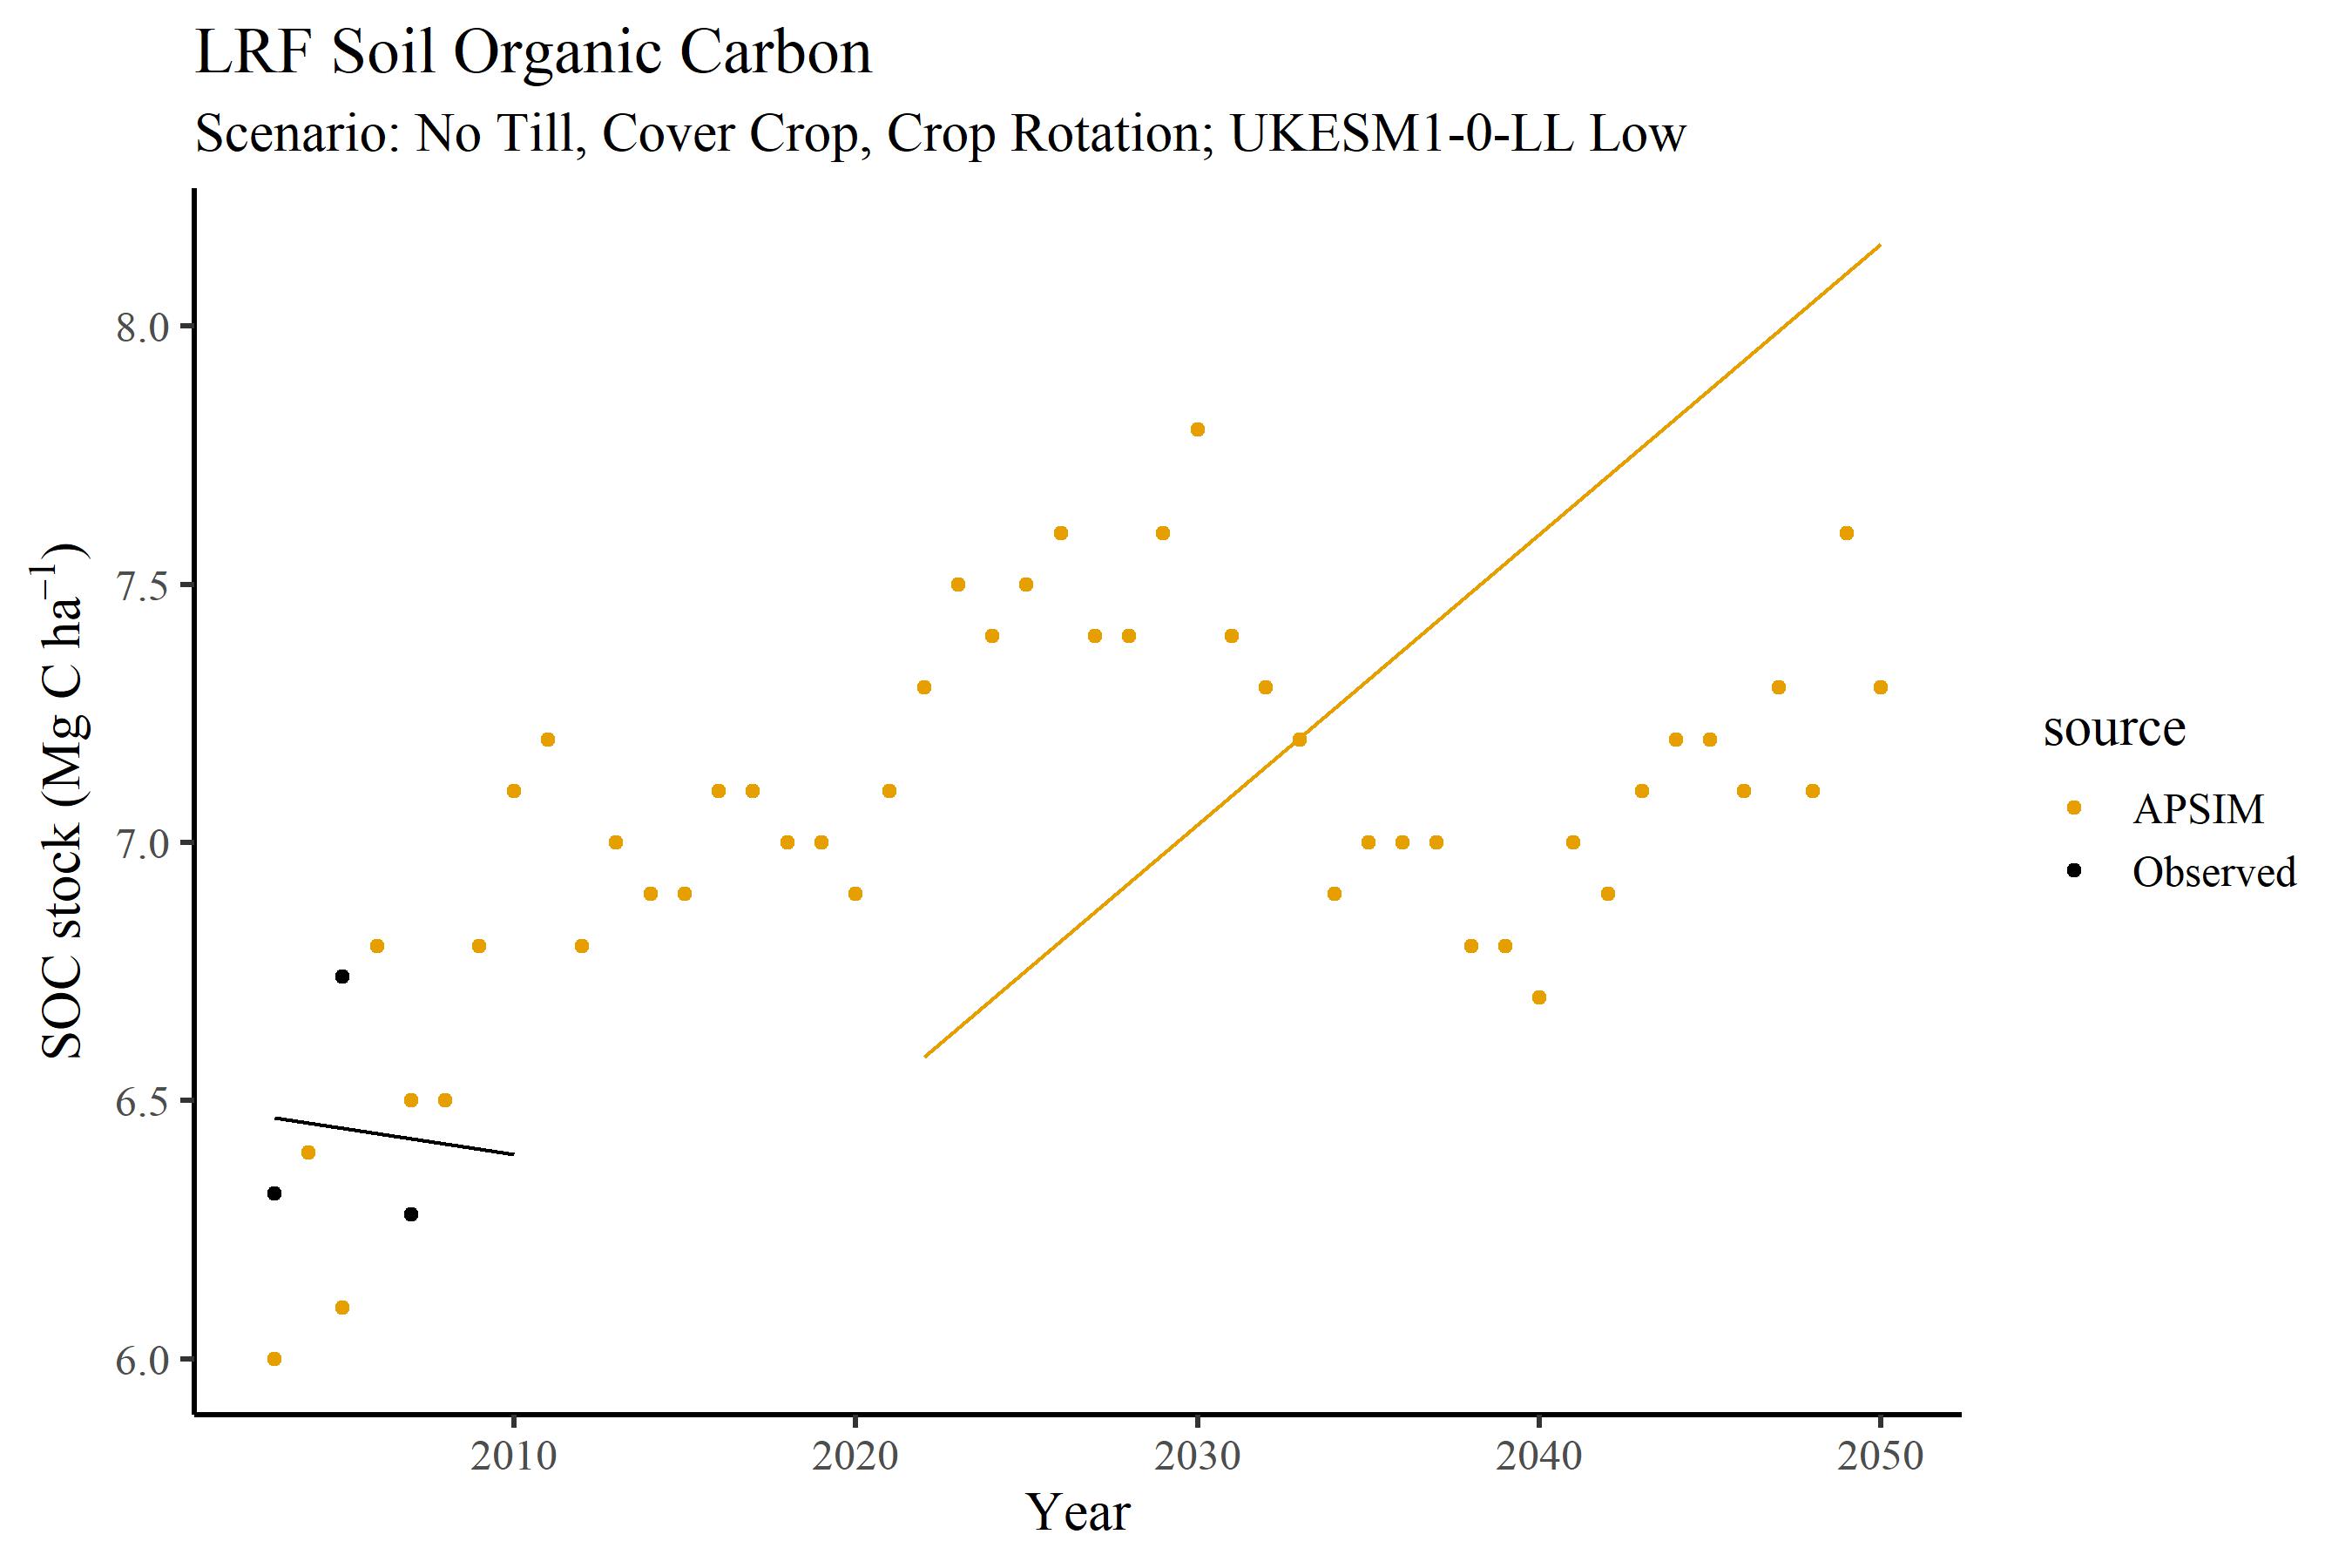 LRF Soil Organic Carbon
Scenario: No Till, Cover Crop, Crop Rotation; UKESM1-0-LL Low
SOC stock (Mg C ha⁻¹)
8.0
7.5
7.0
6.5
6.0
2010
2020
2030
2040
2050
Year
source
APSIM
Observed